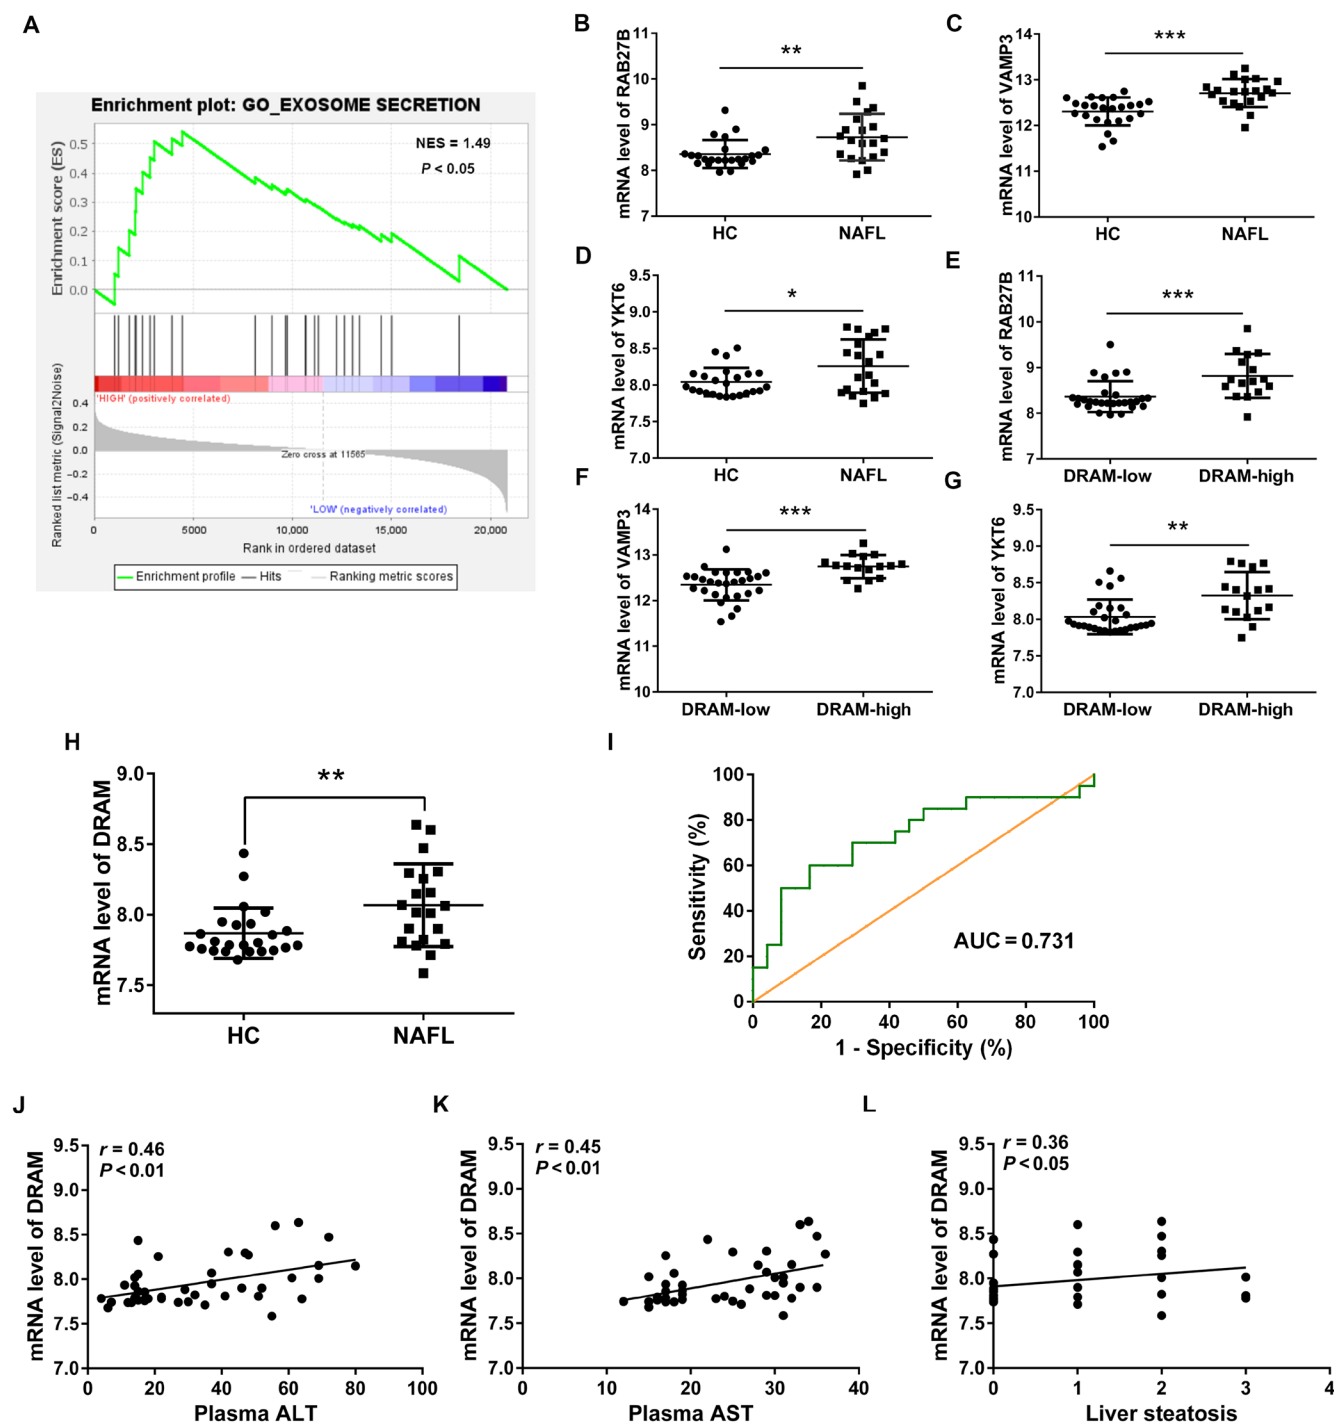 A
Enrichment plot: GO_EXOSOME SECRETION
NES = 1.49
P < 0.05
Enrichment score (ES)
0.5
0.4
0.3
0.2
0.1
0.0
'HIGH' (positively correlated)
Ranked list metric (Signal2Noise)
0.4
0.2
0.0
−0.2
−0.4
Zero cross at 11565
'LOW' (negatively correlated)
0 5000 10,000 15,000 20,000
Rank in ordered dataset
Enrichment profile Hits Ranking metric scores
B
mRNA level of RAB27B
11
10
9
8
7
**
HC NAFL
C
mRNA level of VAMP3
14
13
12
11
10
***
HC NAFL
D
mRNA level of YKT6
9.5
9.0
8.5
8.0
7.5
7.0
*
HC NAFL
E
mRNA level of RAB27B
11
10
9
8
7
***
DRAM-low DRAM-high
F
mRNA level of VAMP3
14
13
12
11
10
***
DRAM-low DRAM-high
G
mRNA level of YKT6
9.5
9.0
8.5
8.0
7.5
7.0
**
DRAM-low DRAM-high
H
mRNA level of DRAM
9.0
8.5
8.0
7.5
**
HC NAFL
I
Sensitivity (%)
100
80
60
40
20
0
AUC = 0.731
0 20 40 60 80 100
1 - Specificity (%)
J
mRNA level of DRAM
9.5
9.0
8.5
8.0
7.5
7.0
r = 0.46
P < 0.01
0 20 40 60 80 100
Plasma ALT
K
mRNA level of DRAM
9.5
9.0
8.5
8.0
7.5
7.0
r = 0.45
P < 0.01
0 10 20 30 40
Plasma AST
L
mRNA level of DRAM
9.5
9.0
8.5
8.0
7.5
7.0
r = 0.36
P < 0.05
0 1 2 3 4
Liver steatosis